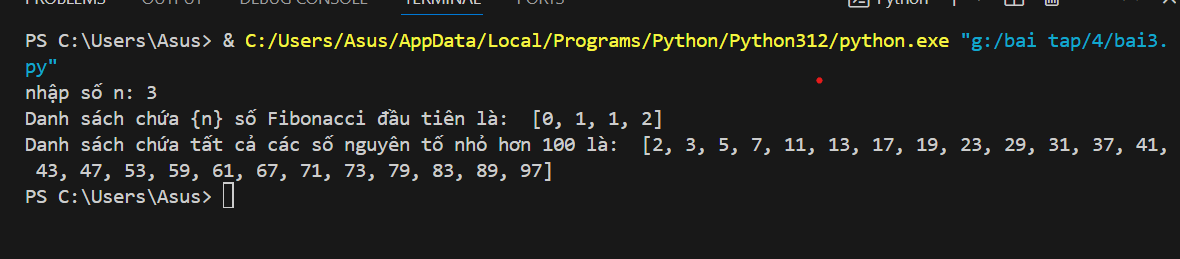 PROBLEMS OUTPUT DEBUG CONSOLE TERMINAL PORTS Python
PS C:\Users\Asus> & C:/Users/Asus/AppData/Local/Programs/Python/Python312/python.exe "g:/bai tap/4/bai3.
py"
nhập số n: 3
Danh sách chứa {n} số Fibonacci đầu tiên là:  [0, 1, 1, 2]
Danh sách chứa tất cả các số nguyên tố nhỏ hơn 100 là:  [2, 3, 5, 7, 11, 13, 17, 19, 23, 29, 31, 37, 41,
 43, 47, 53, 59, 61, 67, 71, 73, 79, 83, 89, 97]
PS C:\Users\Asus>